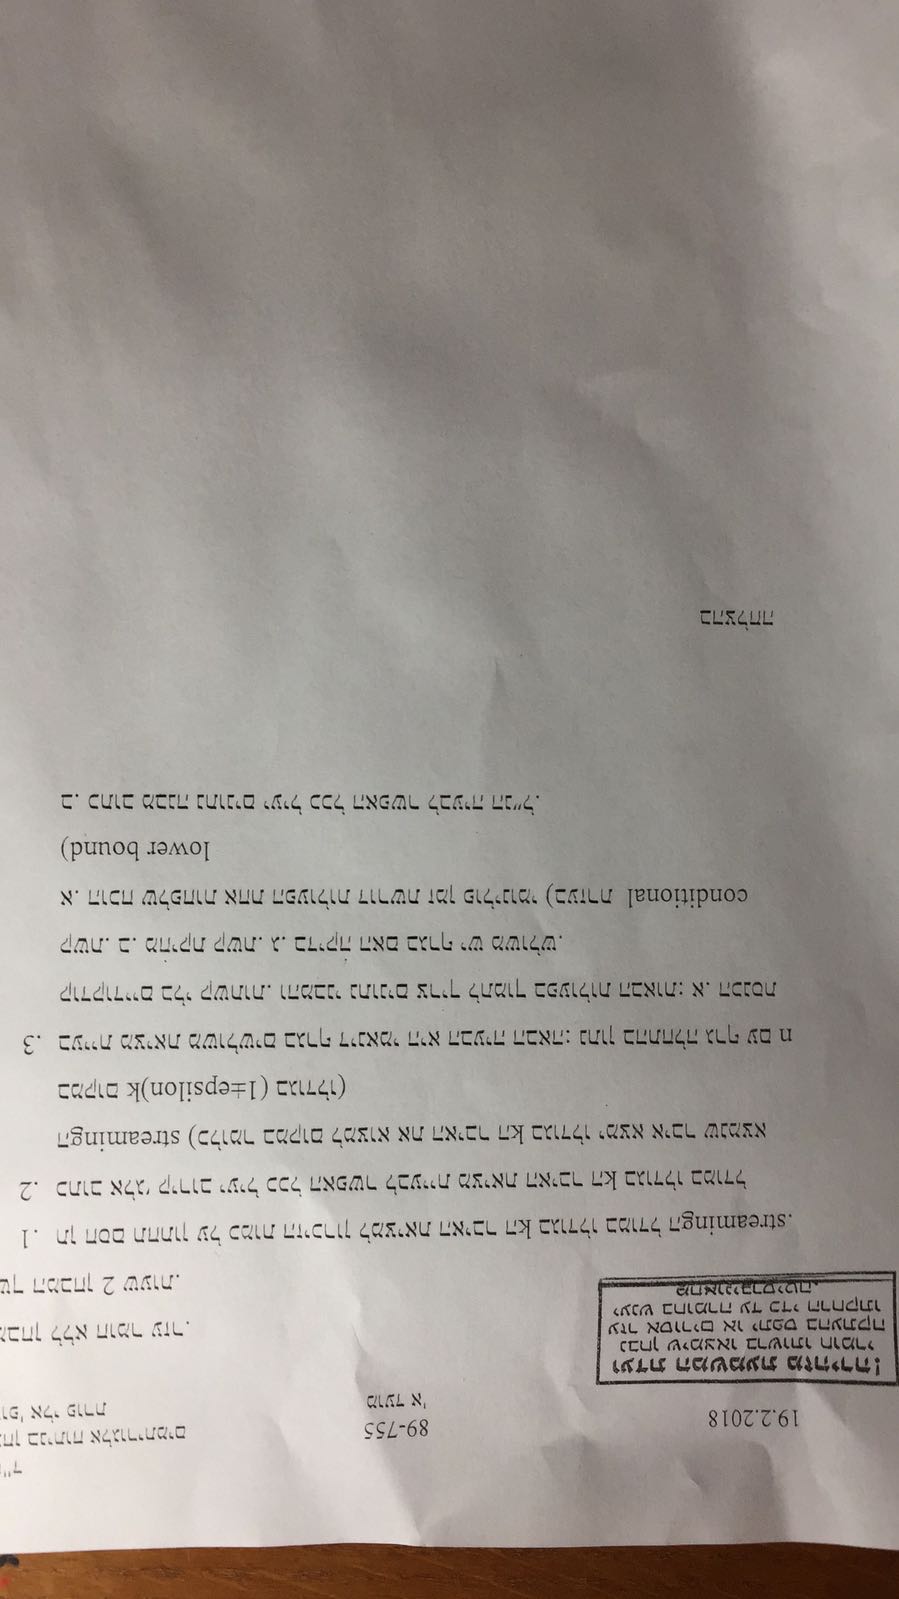 89-755
19.2.2018
בניתוח אלגוריתמים
מועד א'
אלי פורת
ועדת המשמעת מזהירה!
נבחן שימצאו ברשותו חומרי
עזר אסורים או יתפס בהעתקה
יענש בחומרה עד כדי הרחקתו
מהאוניברסיטה.
ללא חומר עזר.
המבחן 2 שעות.
1. תן חסם תחתון על כמות הזיכרון למציאת האיבר הk בגודלו במודל הstreaming.
2. כתוב אלג׳ קירוב יעיל ככל האפשר לבעיית מציאת האיבר הk בגודלו במודל
הstreaming (כלומר במקום למצוא את האיבר הk בגודלו ימצא איבר שנמצא
במקום (1±epsilon)k בגודלו)
3. בעיית מציאת משולשים בגרף דינאמי היא הבעיה הבאה: נתון בהתחלה גרף עם n
קודקודיים בלי קשתות. והמבני נתונים צריך לתמוך בפעולות הבאות: א. הכנסת
קשת. ב. מחיקת קשת. ג. בדיקה האם בגרף יש משולש.
א. הוכח שלפחות אחת הפעולות דורשת זמן פולינומי (בעזרת conditional
lower bound)
ב. כתוב מבנה נתונים יעיל ככל האפשר לבעיה הנ״ל.
בהצלחה